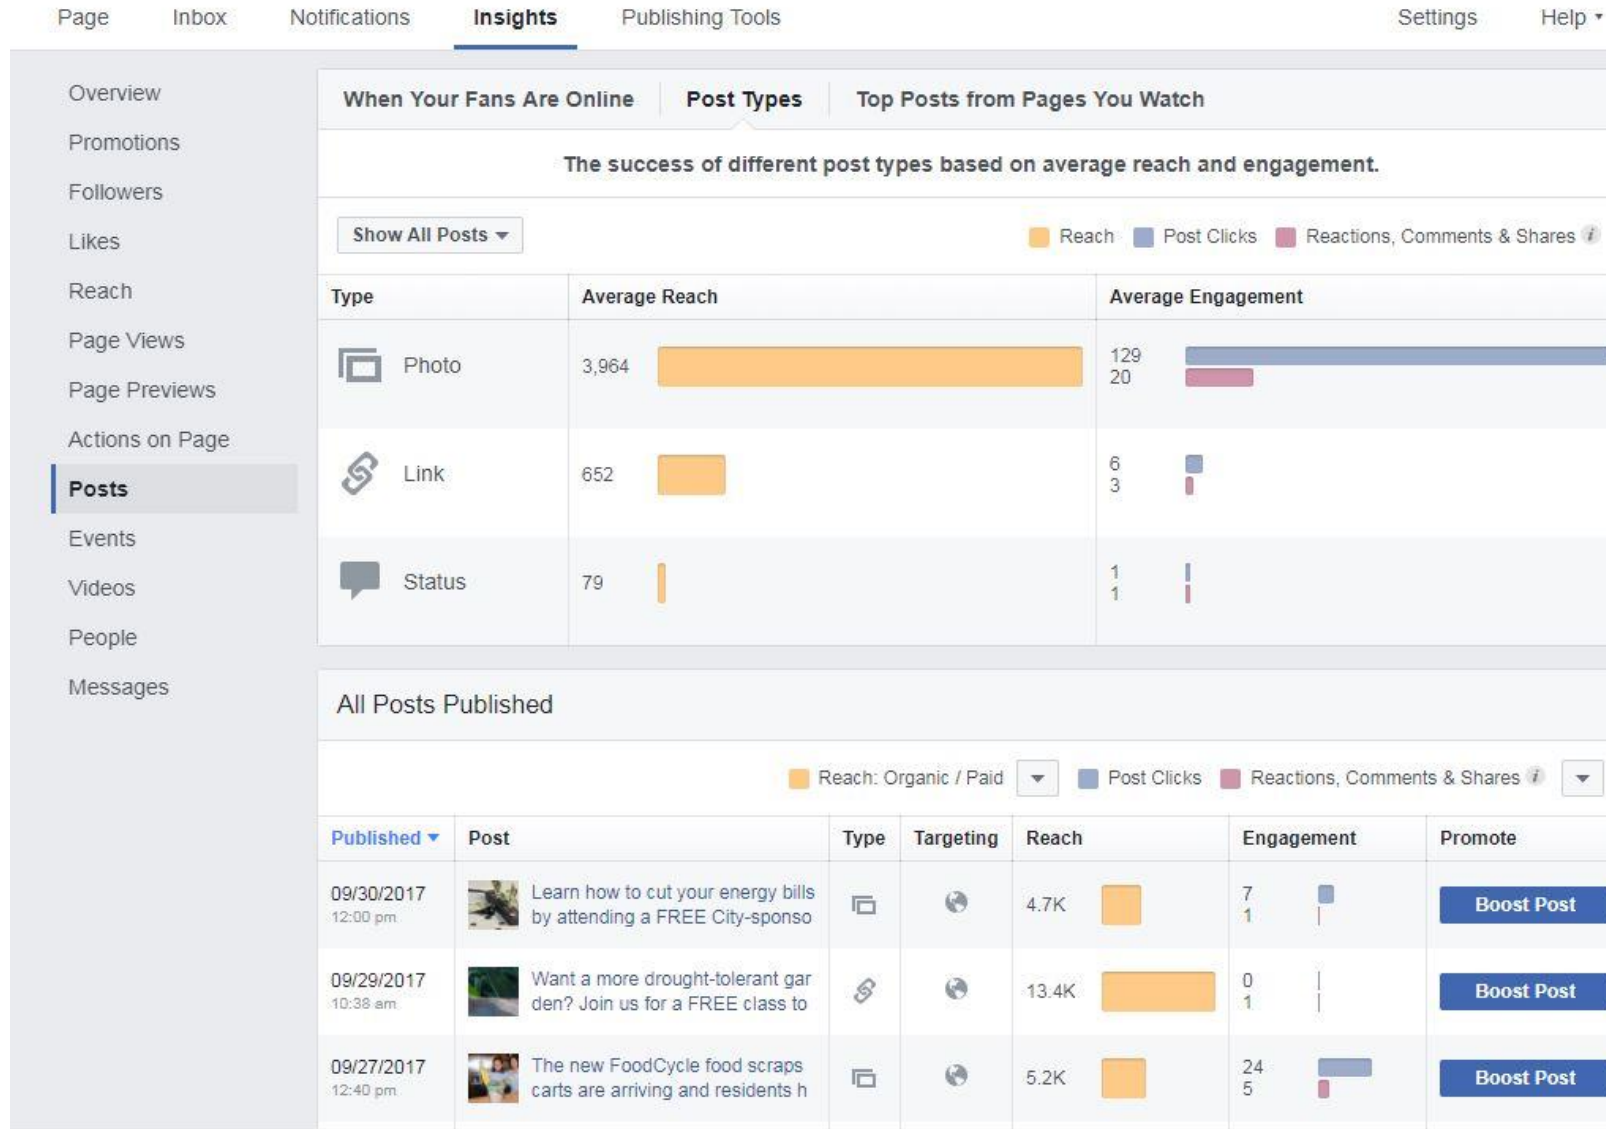 Page Inbox Notifications Insights Publishing Tools Settings Help
Overview
Promotions
Followers
Likes
Reach
Page Views
Page Previews
Actions on Page
Posts
Events
Videos
People
Messages
When Your Fans Are Online Post Types Top Posts from Pages You Watch
The success of different post types based on average reach and engagement.
Show All Posts Reach Post Clicks Reactions, Comments & Shares i
Type Average Reach Average Engagement
Photo 3,964 129
20
Link 652 6
3
Status 79 1
1
All Posts Published
Reach: Organic / Paid Post Clicks Reactions, Comments & Shares i
Published Post Type Targeting Reach Engagement Promote
09/30/2017 Learn how to cut your energy bills 4.7K 7 Boost Post
12:00 pm by attending a FREE City-sponso 1
09/29/2017 Want a more drought-tolerant gar 13.4K 0 Boost Post
10:38 am den? Join us for a FREE class to 1
09/27/2017 The new FoodCycle food scraps 5.2K 24 Boost Post
12:40 pm carts are arriving and residents h 5